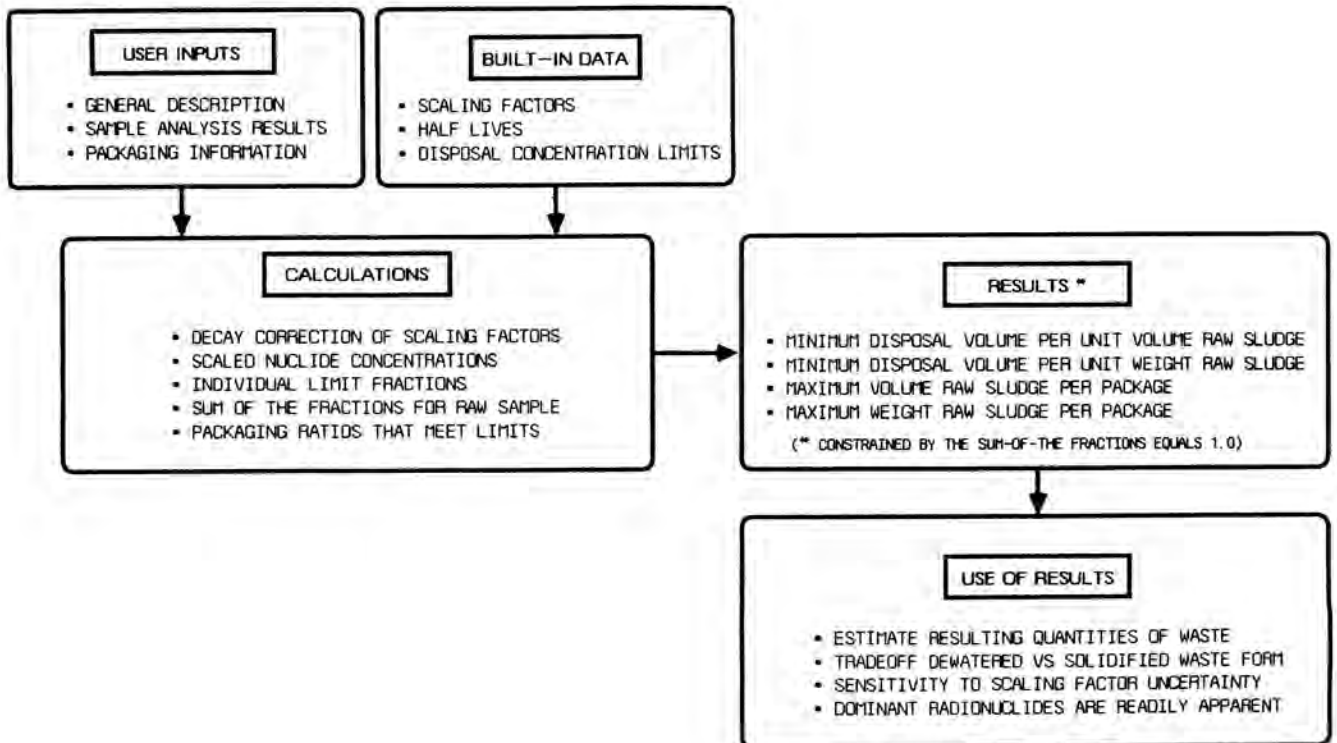 USER INPUTS
• GENERAL DESCRIPTION
• SAMPLE ANALYSIS RESULTS
• PACKAGING INFORMATION
BUILT-IN DATA
• SCALING FACTORS
• HALF LIVES
• DISPOSAL CONCENTRATION LIMITS
CALCULATIONS
• DECAY CORRECTION OF SCALING FACTORS
• SCALED NUCLIDE CONCENTRATIONS
• INDIVIDUAL LIMIT FRACTIONS
• SUM OF THE FRACTIONS FOR RAW SAMPLE
• PACKAGING RATIOS THAT MEET LIMITS
RESULTS *
• MINIMUM DISPOSAL VOLUME PER UNIT VOLUME RAW SLUDGE
• MINIMUM DISPOSAL VOLUME PER UNIT WEIGHT RAW SLUDGE
• MAXIMUM VOLUME RAW SLUDGE PER PACKAGE
• MAXIMUM WEIGHT RAW SLUDGE PER PACKAGE
(* CONSTRAINED BY THE SUM-OF-THE FRACTIONS EQUALS 1.0)
USE OF RESULTS
• ESTIMATE RESULTING QUANTITIES OF WASTE
• TRADEOFF DEWATERED VS SOLIDIFIED WASTE FORM
• SENSITIVITY TO SCALING FACTOR UNCERTAINTY
• DOMINANT RADIONUCLIDES ARE READILY APPARENT